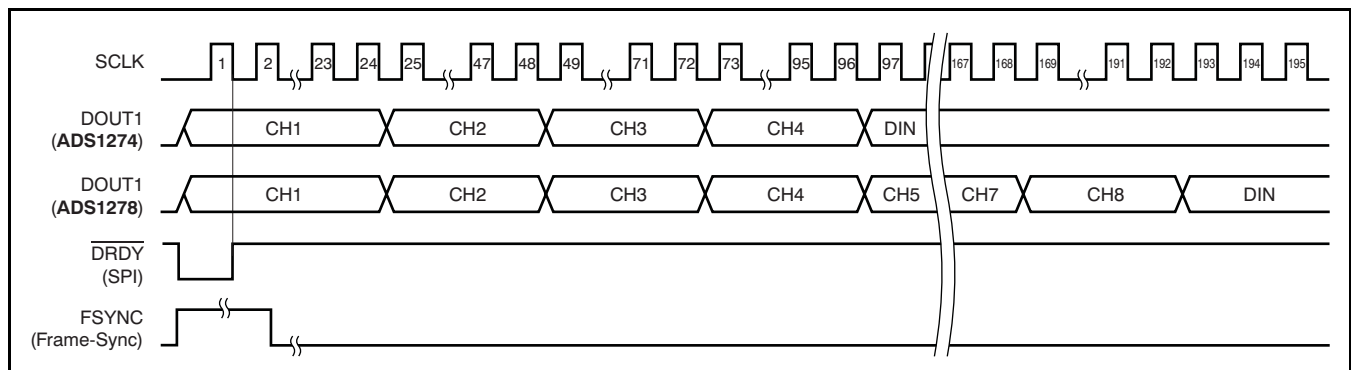 SCLK 1 2 23 24 25 47 48 49 71 72 73 95 96 97 167 168 169 191 192 193 194 195
DOUT1
(ADS1274) CH1 CH2 CH3 CH4 DIN
DOUT1
(ADS1278) CH1 CH2 CH3 CH4 CH5 CH7 CH8 DIN
DRDY
(SPI)
FSYNC
(Frame-Sync)